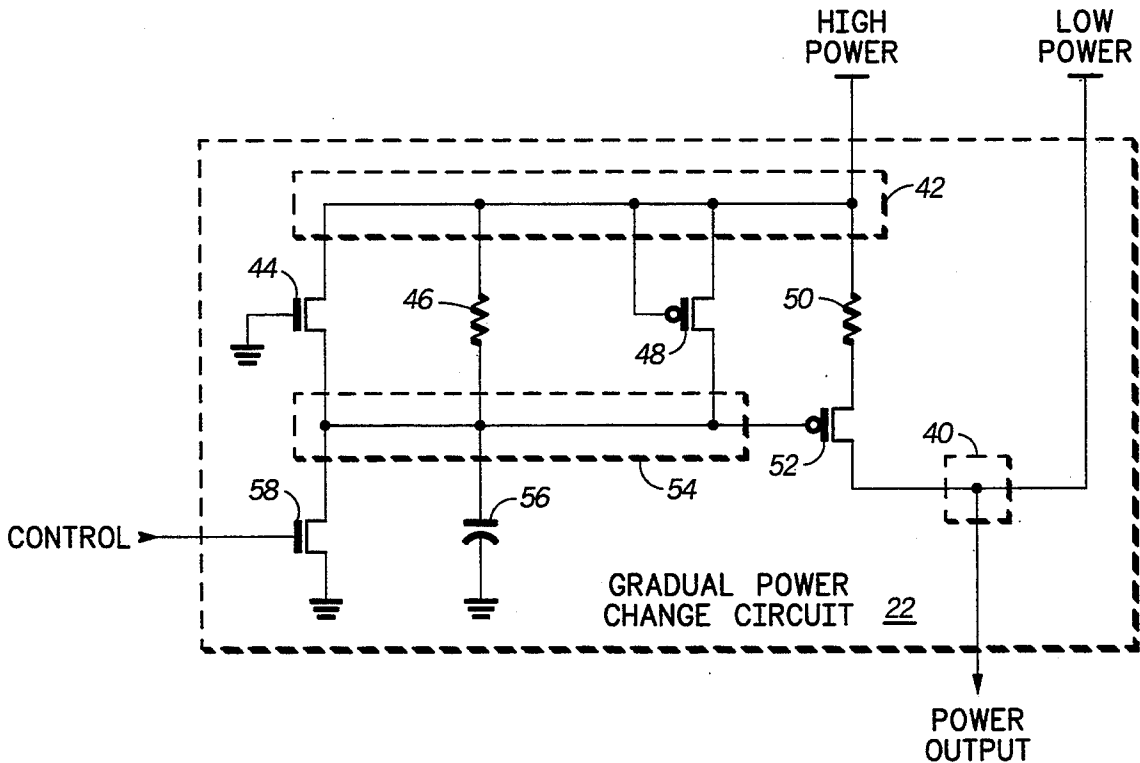 HIGH
POWER
LOW
POWER
42
44
46
48
50
52
40
54
58
56
CONTROL
GRADUAL POWER
CHANGE CIRCUIT 22
POWER
OUTPUT